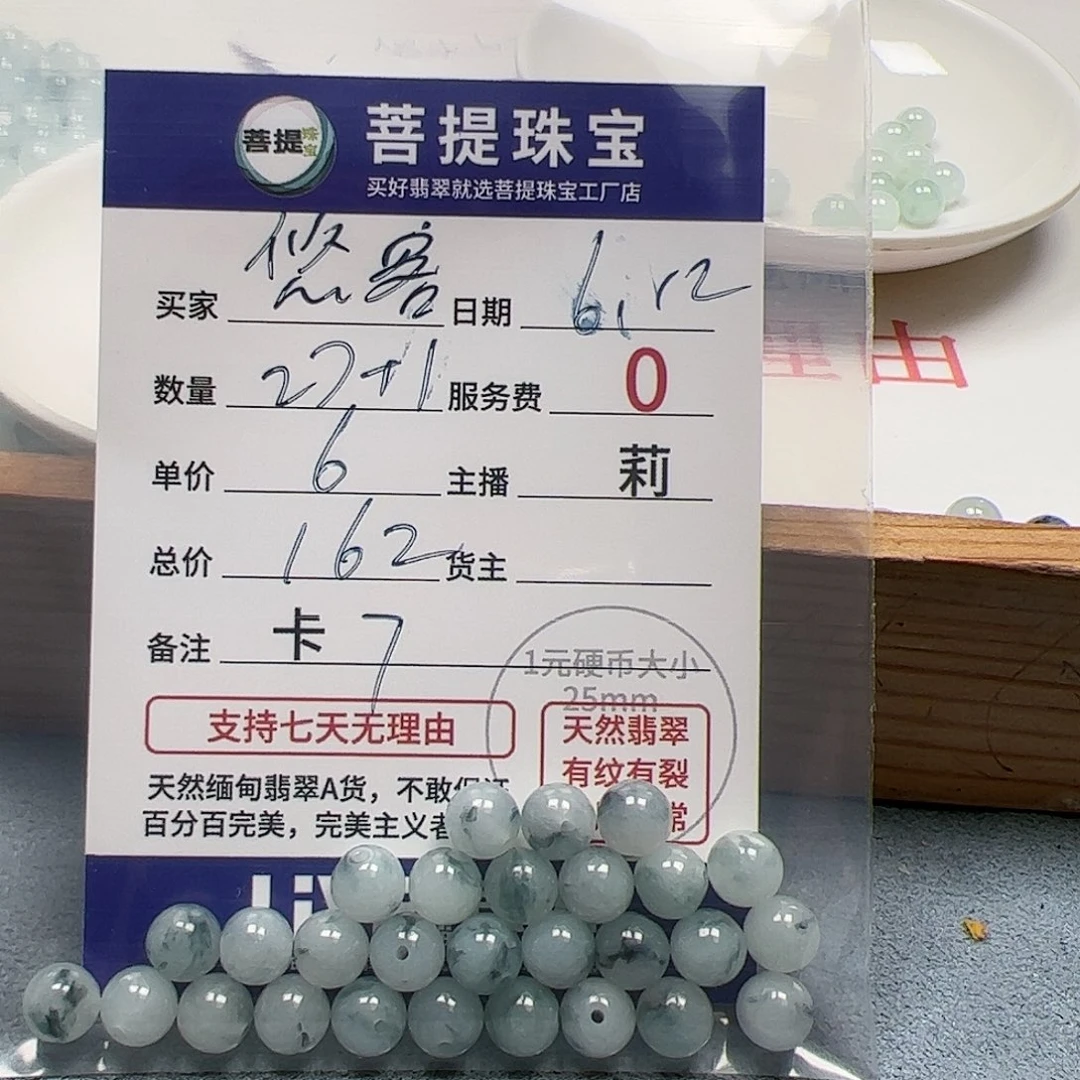 菩提珠宝
菩提珠宝
买好翡翠就选菩提珠宝工厂店
买家 悠客 日期 6.12
数量 27+1 服务费 0
单价 6 主播 莉
总价 162 货主
备注 卡7
1元硬币大小
25mm
支持七天无理由
天然翡翠
有纹有裂
常
天然缅甸翡翠A货，不敢保证
百分百完美，完美主义者
理由